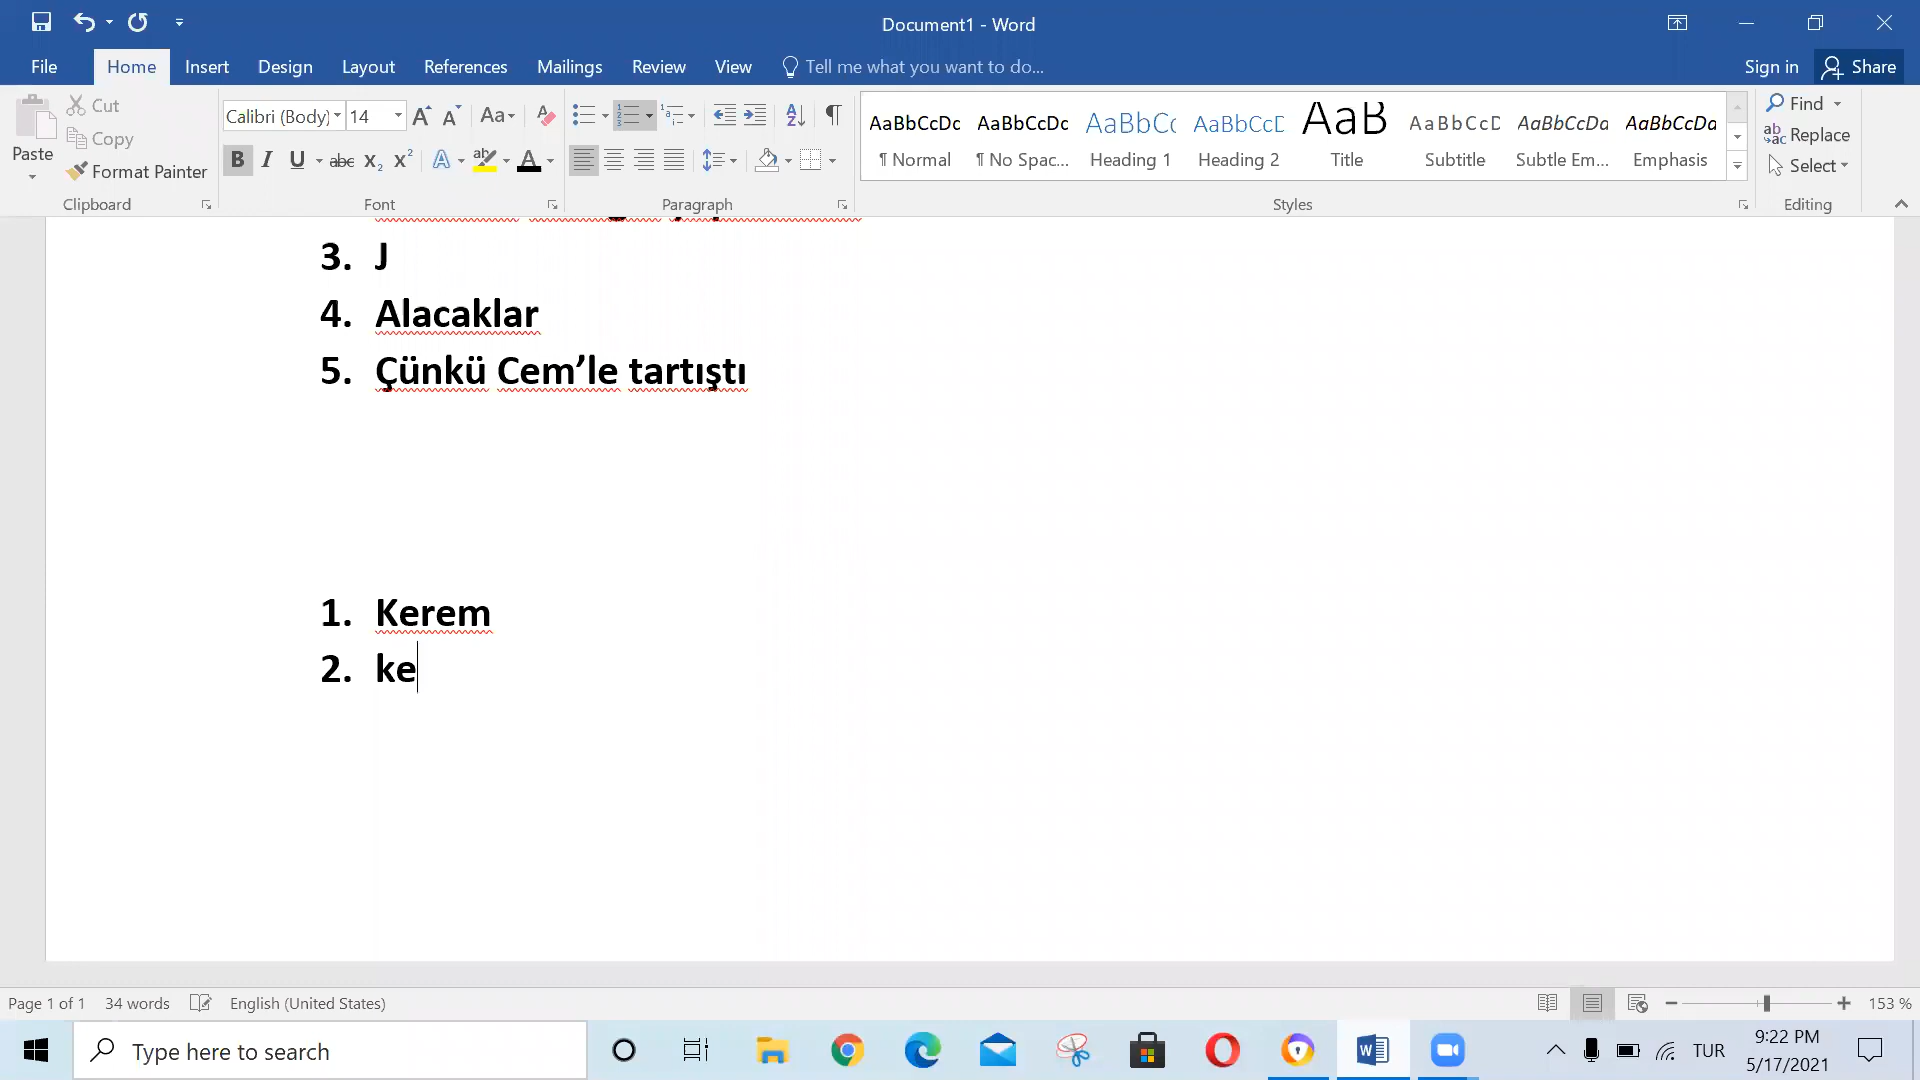 Document1 - Word
File Home Insert Design Layout References Mailings Review View Tell me what you want to do... Sign in Share
Cut
Copy
Paste
Format Painter
Clipboard
Calibri (Body) 14
Font
Paragraph
AaBbCcDc AaBbCcDc AaBbCc AaBbCcD AaB AaBbCcD AaBbCcDa AaBbCcDa
¶ Normal ¶ No Spac... Heading 1 Heading 2 Title Subtitle Subtle Em... Emphasis
Styles
Find
Replace
Select
Editing
3. J
4. Alacaklar
5. Çünkü Cem’le tartıştı
1. Kerem
2. ke
Page 1 of 1 34 words English (United States) 153 %
Type here to search
TUR
9:22 PM
5/17/2021